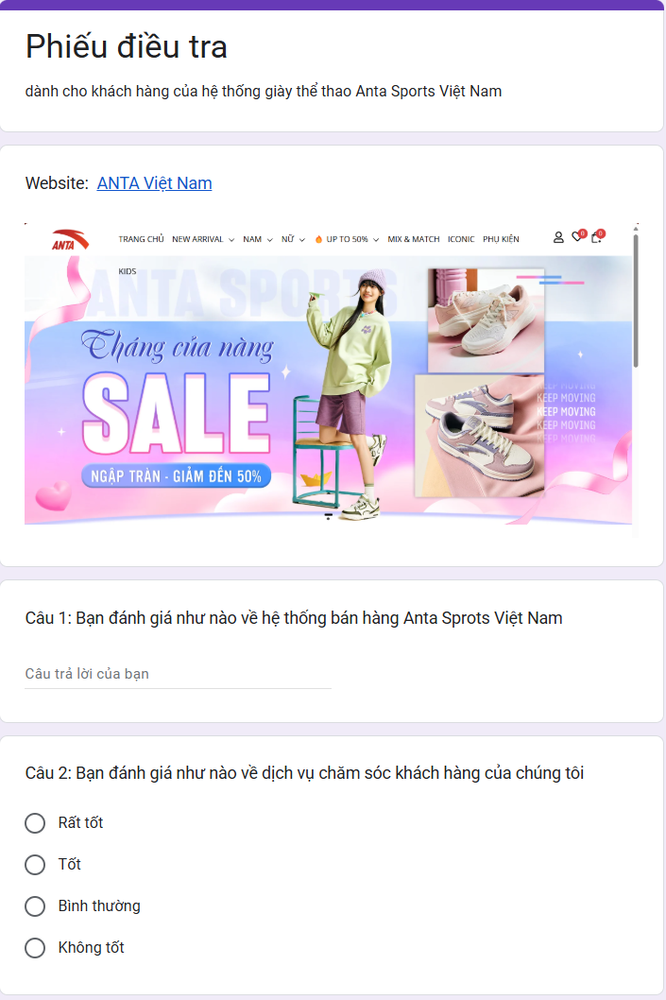 Phiếu điều tra
dành cho khách hàng của hệ thống giày thể thao Anta Sports Việt Nam
Website: ANTA Việt Nam
ANTA
TRANG CHỦ NEW ARRIVAL NAM NỮ UP TO 50% MIX & MATCH ICONIC PHỤ KIỆN
0 0
KIDS
ANTA SPORTS
Tháng của nàng
SALE
NGẬP TRÀN - GIẢM ĐẾN 50%
KEEP MOVING
KEEP MOVING
KEEP MOVING
KEEP MOVING
KEEP MOVING
Câu 1: Bạn đánh giá như nào về hệ thống bán hàng Anta Sprots Việt Nam
Câu trả lời của bạn
Câu 2: Bạn đánh giá như nào về dịch vụ chăm sóc khách hàng của chúng tôi
Rất tốt
Tốt
Bình thường
Không tốt